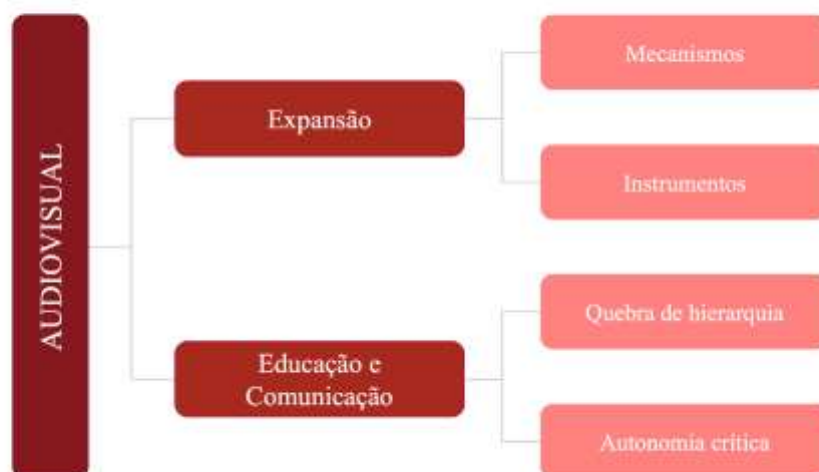 AUDIOVISUAL
Expansão
Mecanismos
Instrumentos
Educação e
Comunicação
Quebra de hierarquia
Autonomia crítica